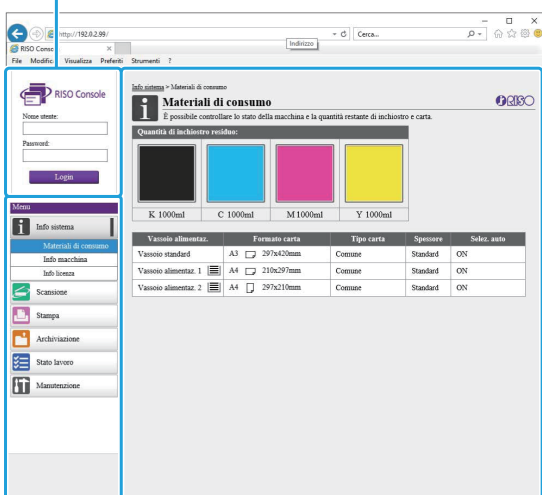 http://192.0.2.99/
Cerca...
Indirizzo
RISO Consc
File Modifica Visualizza Preferiti Strumenti ?
RISO Console
Nome utente:
Password:
Login
Menu
Info sistema
Materiali di consumo
Info macchina
Info licenza
Scansione
Stampa
Archiviazione
Stato lavoro
Manutenzione
Info sistema > Materiali di consumo
Materiali di consumo
RISO
È possibile controllare lo stato della macchina e la quantità restante di inchiostro e carta.
Quantità di inchiostro residuo:
K 1000ml C 1000ml M 1000ml Y 1000ml
Vassoio alimentaz. Formato carta Tipo carta Spessore Selez. auto
Vassoio standard A3 297x420mm Comune Standard ON
Vassoio alimentaz. 1 A4 210x297mm Comune Standard ON
Vassoio alimentaz. 2 A4 297x210mm Comune Standard ON